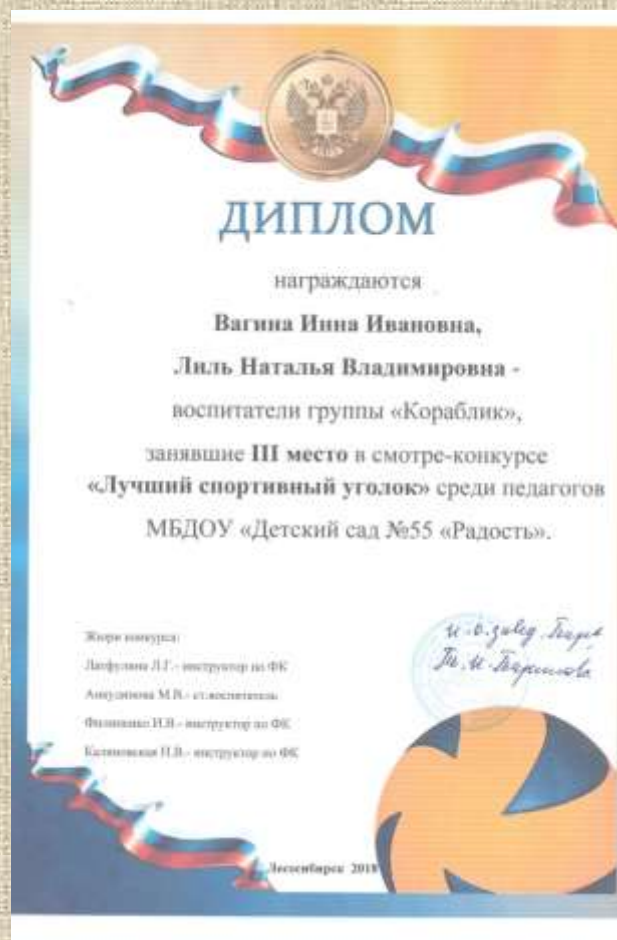 ДИПЛОМ
награждаются
Вагина Инна Ивановна,
Лиль Наталья Владимировна -
воспитатели группы «Кораблик»,
занявшие III место в смотре-конкурсе
«Лучший спортивный уголок» среди педагогов
МБДОУ «Детский сад №55 «Радость».
Жюри конкурса:
Л.Г.- инструктор по ФК
М.В.- ст.воспитатель
И.В.- инструктор по ФК
Калиновская Н.В.- инструктор по ФК
и.о.завед.
Лесосибирск 2018